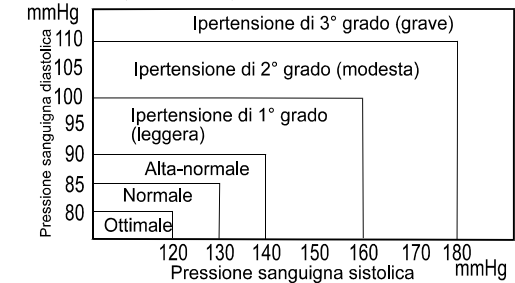 mmHg
Ipertensione di 3° grado (grave)
110
Ipertensione di 2° grado (modesta)
105
100
Ipertensione di 1° grado
(leggera)
95
90
Alta-normale
85
Normale
80
Ottimale
Pressione sanguigna diastolica
120 130 140 150 160 170 180
Pressione sanguigna sistolica
mmHg